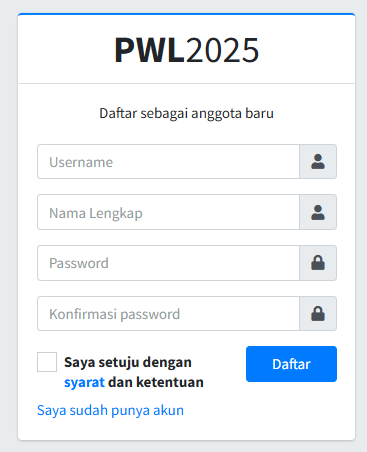 PWL2025
Daftar sebagai anggota baru
Username
Nama Lengkap
Password
Konfirmasi password
Saya setuju dengan
syarat dan ketentuan
Daftar
Saya sudah punya akun